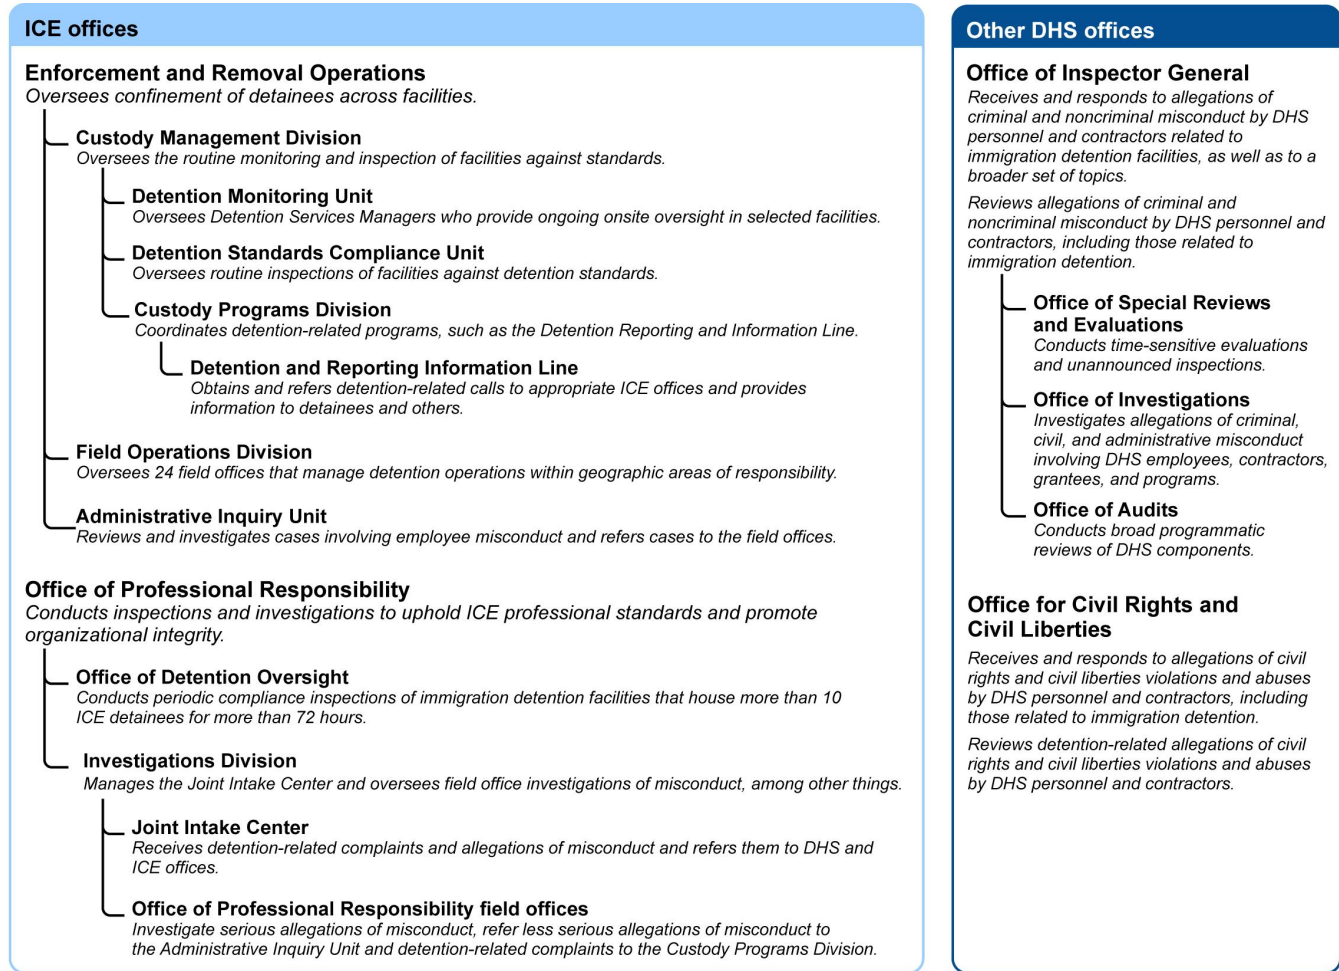 ICE offices
Enforcement and Removal Operations
Oversees confinement of detainees across facilities.
Custody Management Division
Oversees the routine monitoring and inspection of facilities against standards.
Detention Monitoring Unit
Oversees Detention Services Managers who provide ongoing onsite oversight in selected facilities.
Detention Standards Compliance Unit
Oversees routine inspections of facilities against detention standards.
Custody Programs Division
Coordinates detention-related programs, such as the Detention Reporting and Information Line.
Detention and Reporting Information Line
Obtains and refers detention-related calls to appropriate ICE offices and provides
information to detainees and others.
Field Operations Division
Oversees 24 field offices that manage detention operations within geographic areas of responsibility.
Administrative Inquiry Unit
Reviews and investigates cases involving employee misconduct and refers cases to the field offices.
Office of Professional Responsibility
Conducts inspections and investigations to uphold ICE professional standards and promote
organizational integrity.
Office of Detention Oversight
Conducts periodic compliance inspections of immigration detention facilities that house more than 10
ICE detainees for more than 72 hours.
Investigations Division
Manages the Joint Intake Center and oversees field office investigations of misconduct, among other things.
Joint Intake Center
Receives detention-related complaints and allegations of misconduct and refers them to DHS and
ICE offices.
Office of Professional Responsibility field offices
Investigate serious allegations of misconduct, refer less serious allegations of misconduct to
the Administrative Inquiry Unit and detention-related complaints to the Custody Programs Division.
Other DHS offices
Office of Inspector General
Receives and responds to allegations of
criminal and noncriminal misconduct by DHS
personnel and contractors related to
immigration detention facilities, as well as to a
broader set of topics.
Reviews allegations of criminal and
noncriminal misconduct by DHS personnel and
contractors, including those related to
immigration detention.
Office of Special Reviews
and Evaluations
Conducts time-sensitive evaluations
and unannounced inspections.
Office of Investigations
Investigates allegations of criminal,
civil, and administrative misconduct
involving DHS employees, contractors,
grantees, and programs.
Office of Audits
Conducts broad programmatic
reviews of DHS components.
Office for Civil Rights and
Civil Liberties
Receives and responds to allegations of civil
rights and civil liberties violations and abuses
by DHS personnel and contractors, including
those related to immigration detention.
Reviews detention-related allegations of civil
rights and civil liberties violations and abuses
by DHS personnel and contractors.